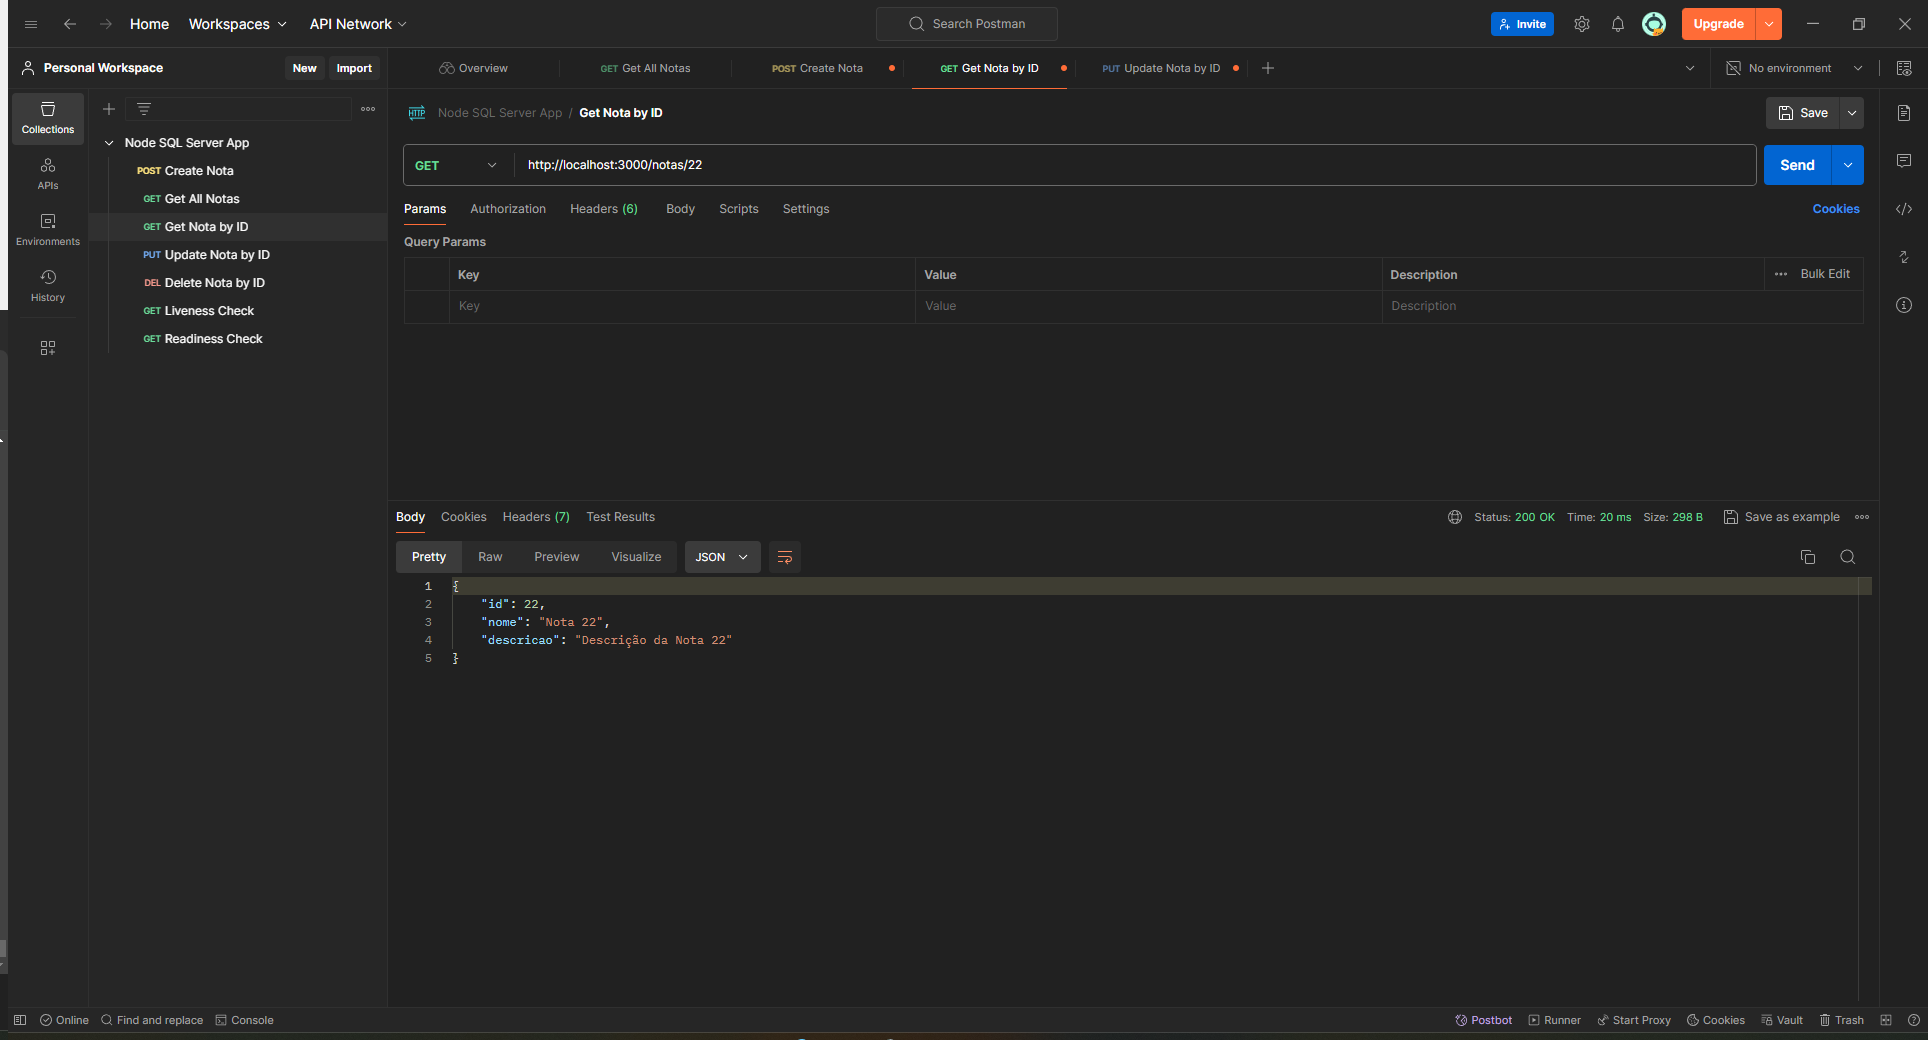 Home Workspaces API Network Search Postman Invite Upgrade
Personal Workspace New Import Overview GET Get All Notas POST Create Nota GET Get Nota by ID PUT Update Nota by ID No environment
Collections
APIs
Environments
History
Node SQL Server App
POST Create Nota
GET Get All Notas
GET Get Nota by ID
PUT Update Nota by ID
DEL Delete Nota by ID
GET Liveness Check
GET Readiness Check
HTTP Node SQL Server App / Get Nota by ID Save
GET http://localhost:3000/notas/22 Send
Params Authorization Headers (6) Body Scripts Settings Cookies
Query Params
Key Value Description Bulk Edit
Key Value Description
Body Cookies Headers (7) Test Results Status: 200 OK Time: 20 ms Size: 298 B Save as example
Pretty Raw Preview Visualize JSON
1 {
2 "id": 22,
3 "nome": "Nota 22",
4 "descricao": "Descrição da Nota 22"
5 }
Online Find and replace Console Postbot Runner Start Proxy Cookies Vault Trash